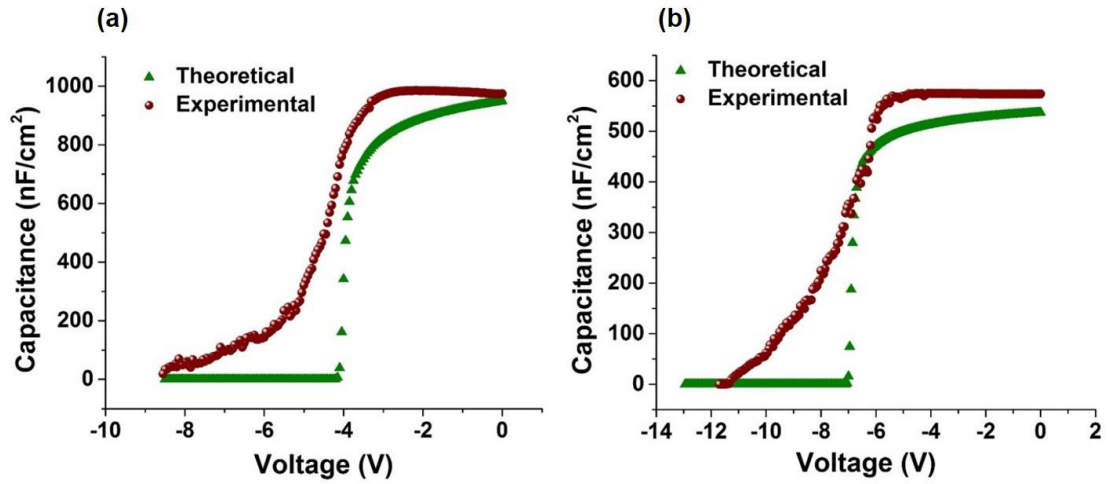 (a)
Theoretical
Experimental
Capacitance (nF/cm²)
1000
800
600
400
200
0
-10 -8 -6 -4 -2 0
Voltage (V)
(b)
Theoretical
Experimental
Capacitance (nF/cm²)
600
500
400
300
200
100
0
-14 -12 -10 -8 -6 -4 -2 0 2
Voltage (V)